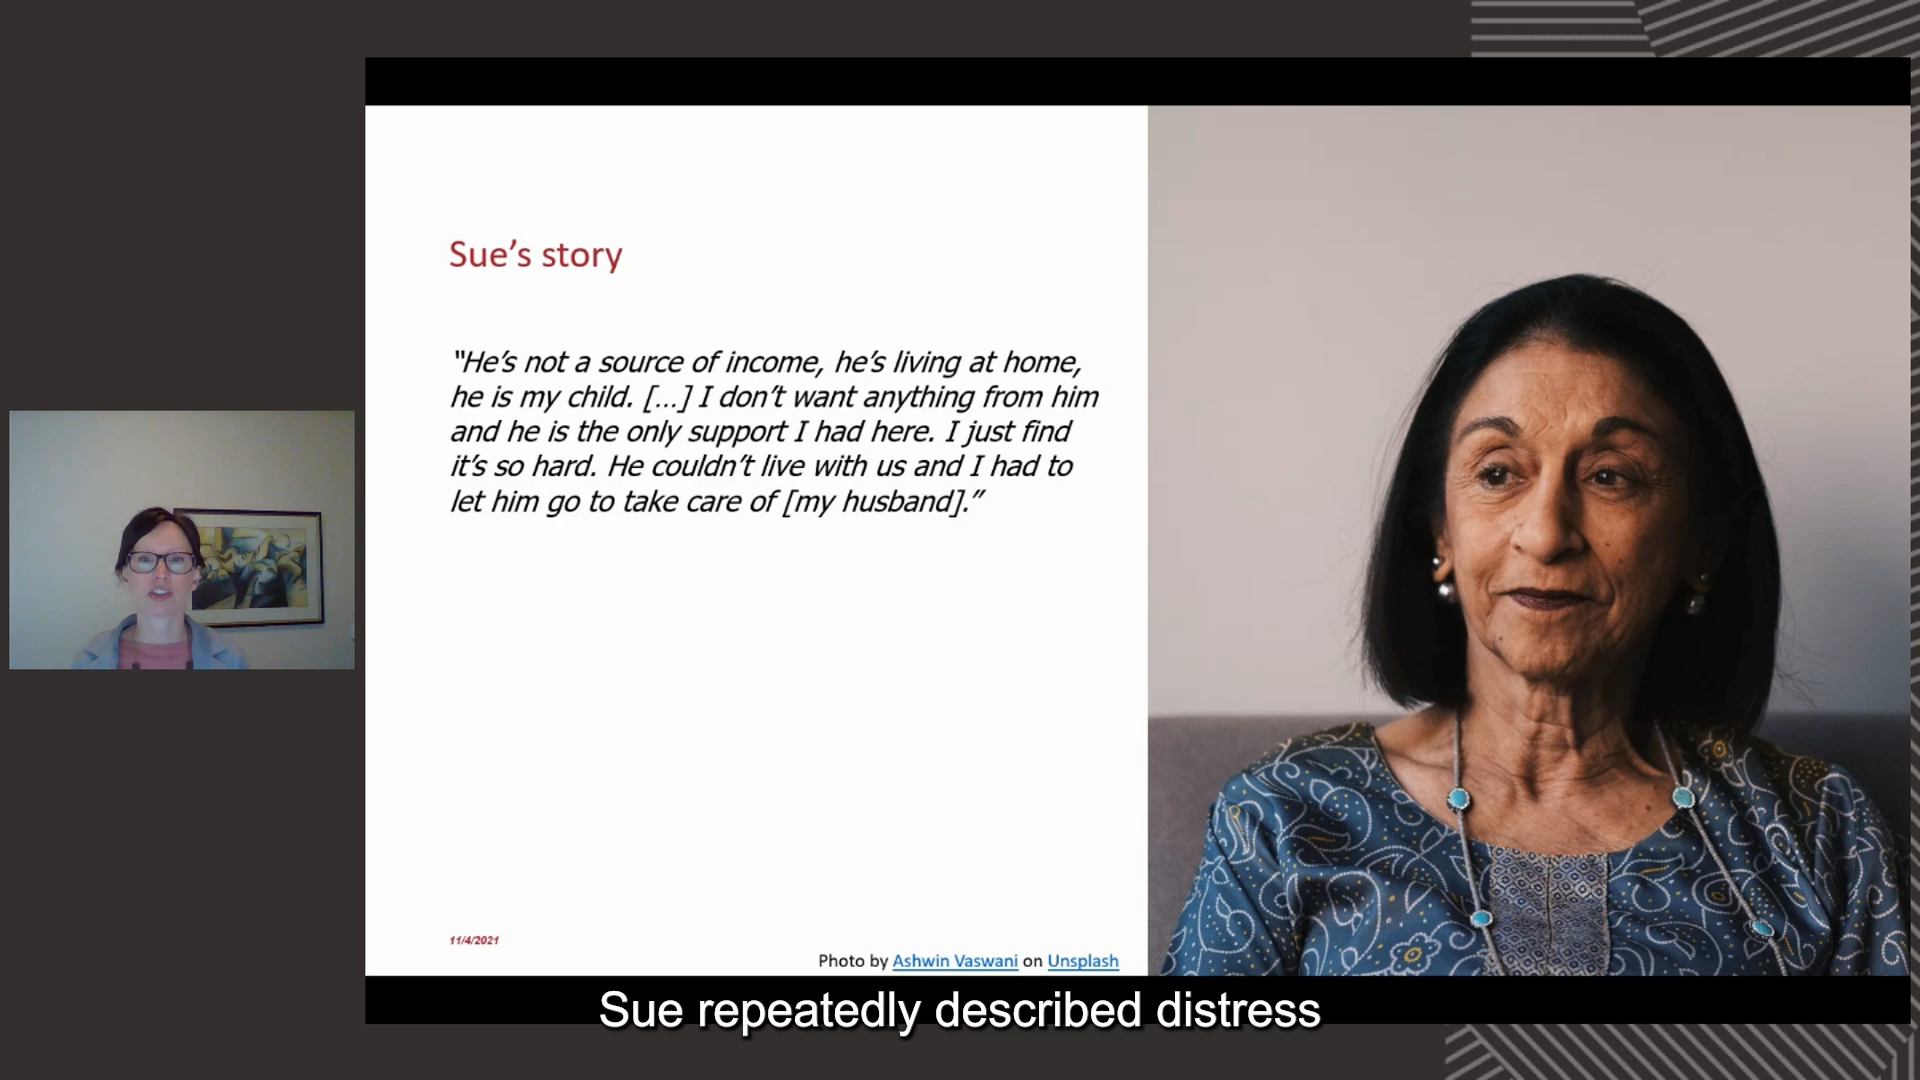 Sue’s story
“He’s not a source of income, he’s living at home,
he is my child. [...] I don’t want anything from him
and he is the only support I had here. I just find
it’s so hard. He couldn’t live with us and I had to
let him go to take care of [my husband].”
11/4/2021
Photo by Ashwin Vaswani on Unsplash
Sue repeatedly described distress